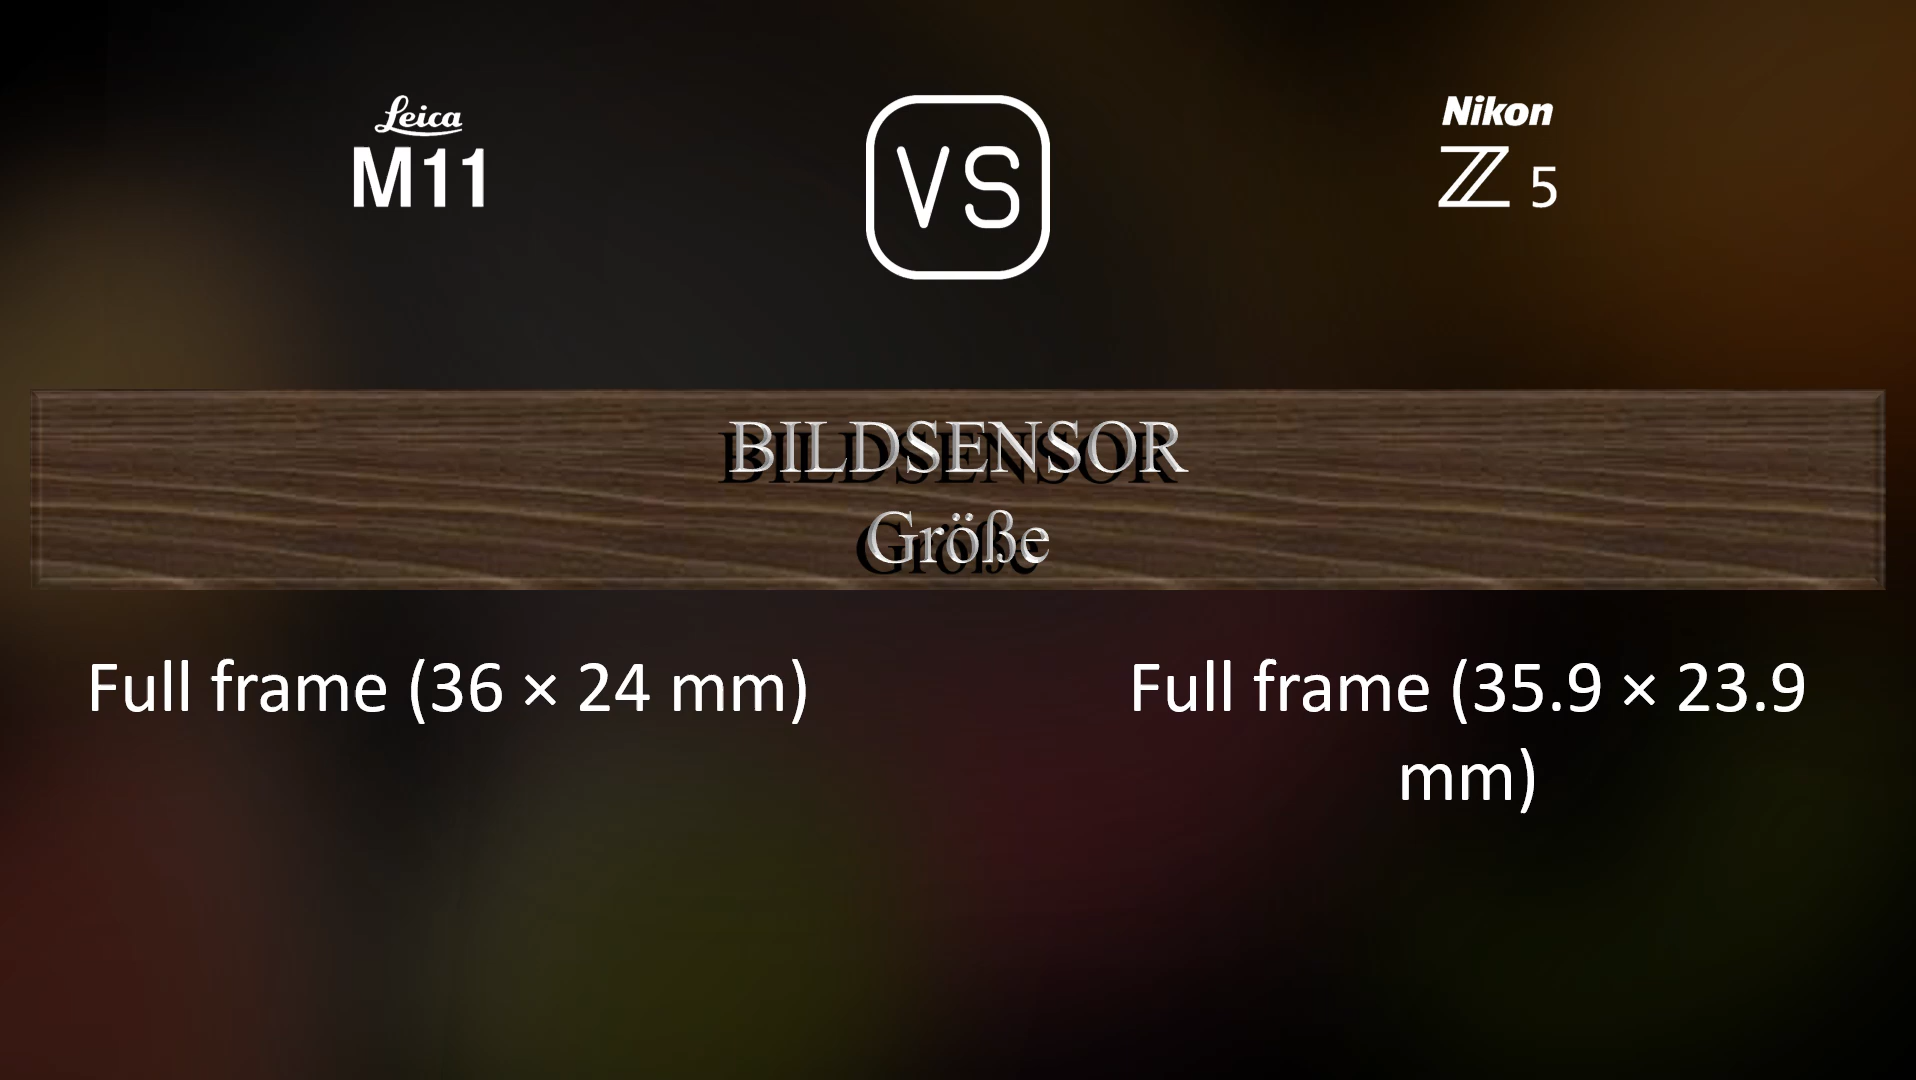 Leica
M11
VS
Nikon
Z 5
BILDSENSOR
Größe
Full frame (36 × 24 mm)
Full frame (35.9 × 23.9
mm)